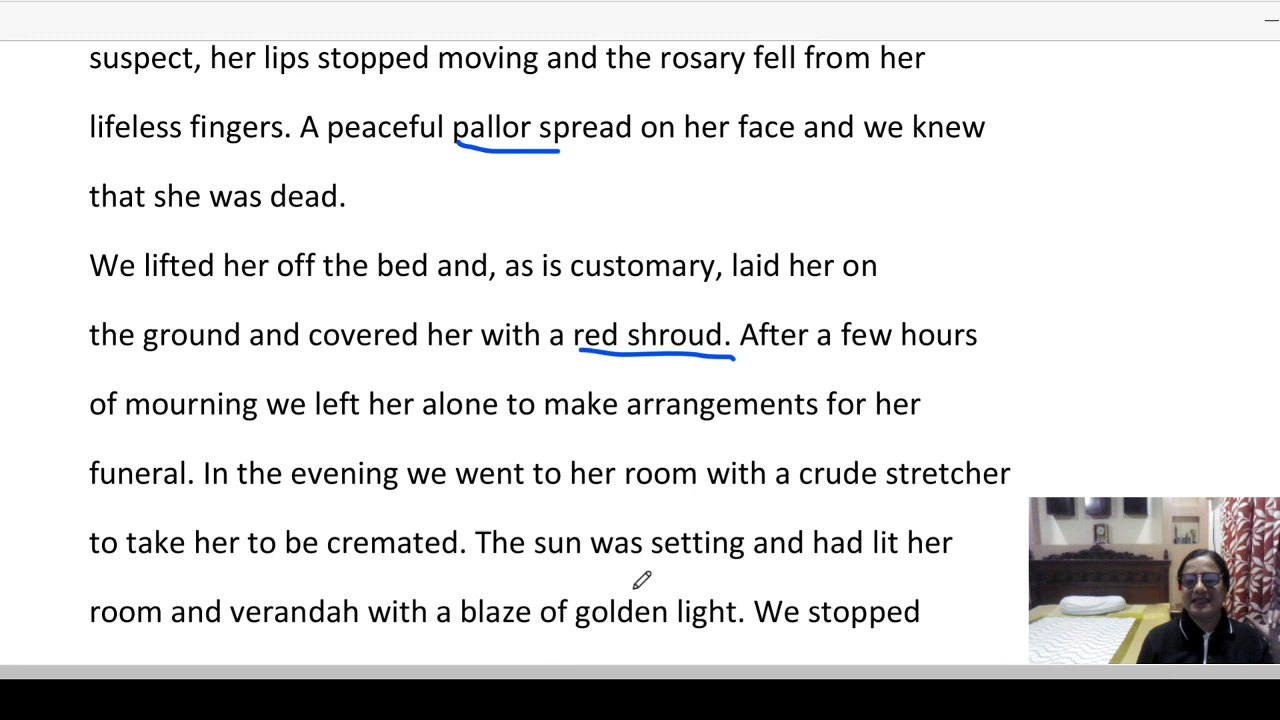 suspect, her lips stopped moving and the rosary fell from her
lifeless fingers. A peaceful pallor spread on her face and we knew
that she was dead.
We lifted her off the bed and, as is customary, laid her on
the ground and covered her with a red shroud. After a few hours
of mourning we left her alone to make arrangements for her
funeral. In the evening we went to her room with a crude stretcher
to take her to be cremated. The sun was setting and had lit her
room and verandah with a blaze of golden light. We stopped